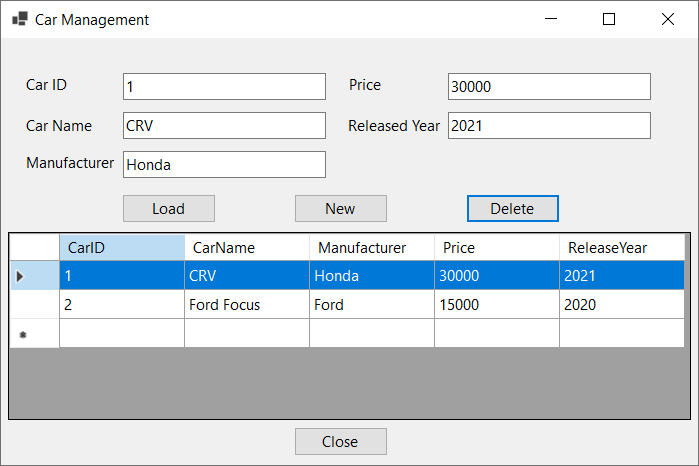 Car Management
Car ID 1 Price 30000
Car Name CRV Released Year 2021
Manufacturer Honda
Load New Delete
CarID CarName Manufacturer Price ReleaseYear
1 CRV Honda 30000 2021
2 Ford Focus Ford 15000 2020
Close